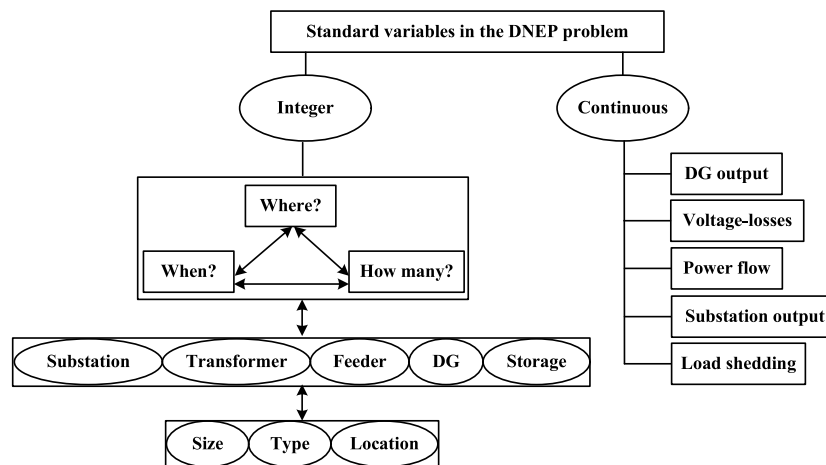 Standard variables in the DNEP problem
Integer
Continuous
Where?
When?
How many?
Substation
Transformer
Feeder
DG
Storage
Size
Type
Location
DG output
Voltage-losses
Power flow
Substation output
Load shedding